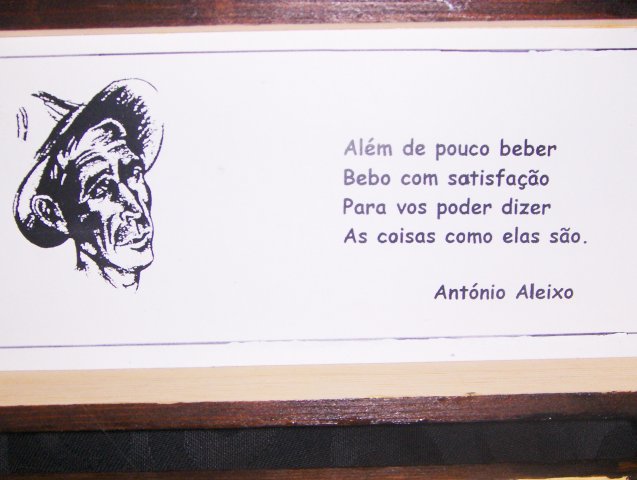 Além de pouco beber
Bebo com satisfação
Para vos poder dizer
As coisas como elas são.
António Aleixo